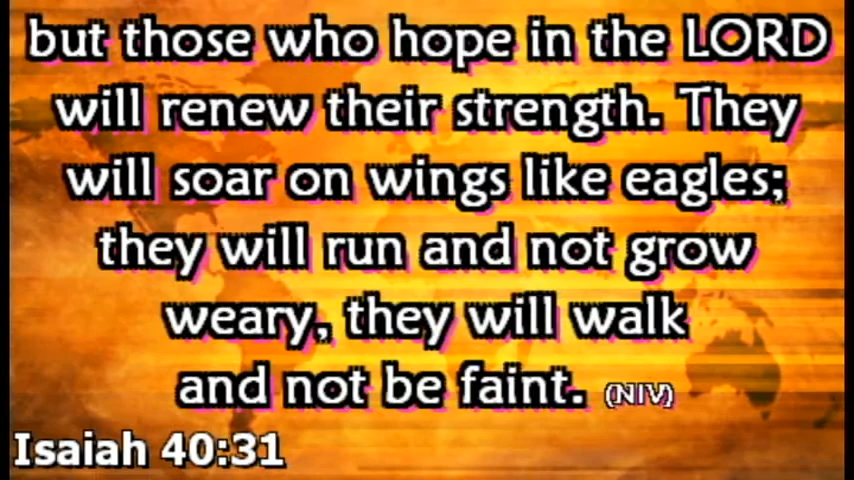 but those who hope in the LORD
will renew their strength. They
will soar on wings like eagles;
they will run and not grow
weary, they will walk
and not be faint. (NIV)
Isaiah 40:31